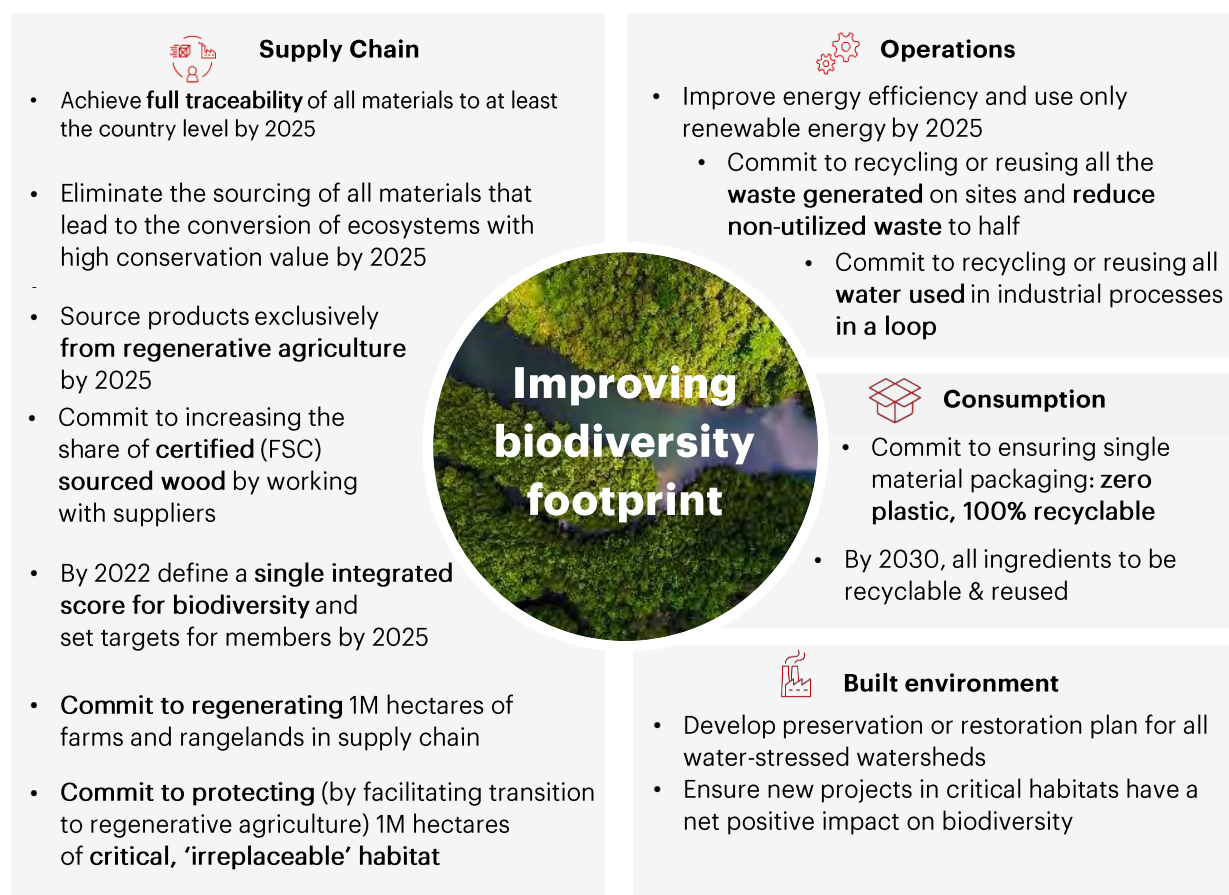 Supply Chain
• Achieve full traceability of all materials to at least
the country level by 2025
• Eliminate the sourcing of all materials that
lead to the conversion of ecosystems with
high conservation value by 2025
-
• Source products exclusively
from regenerative agriculture
by 2025
• Commit to increasing the
share of certified (FSC)
sourced wood by working
with suppliers
• By 2022 define a single integrated
score for biodiversity and
set targets for members by 2025
• Commit to regenerating 1M hectares of
farms and rangelands in supply chain
• Commit to protecting (by facilitating transition
to regenerative agriculture) 1M hectares
of critical, ‘irreplaceable’ habitat
Improving
biodiversity
footprint
Operations
• Improve energy efficiency and use only
renewable energy by 2025
• Commit to recycling or reusing all the
waste generated on sites and reduce
non-utilized waste to half
• Commit to recycling or reusing all
water used in industrial processes
in a loop
Consumption
• Commit to ensuring single
material packaging: zero
plastic, 100% recyclable
• By 2030, all ingredients to be
recyclable & reused
Built environment
• Develop preservation or restoration plan for all
water-stressed watersheds
• Ensure new projects in critical habitats have a
net positive impact on biodiversity